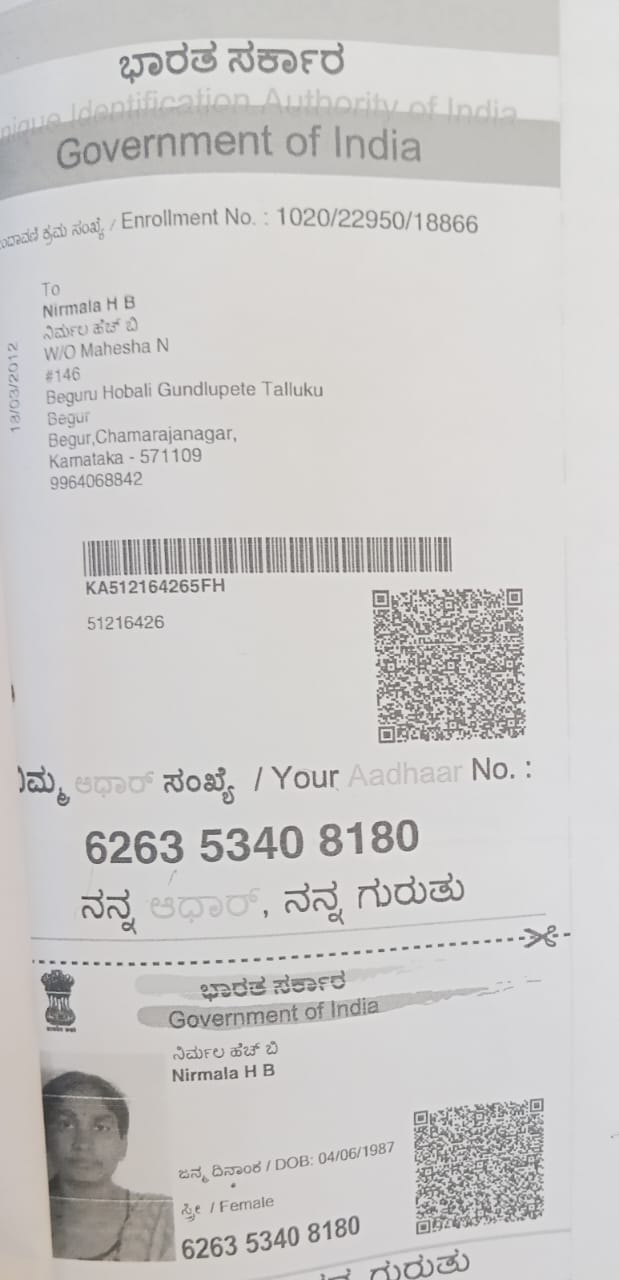 ಭಾರತ ಸರ್ಕಾರ
Unique Identification Authority of India
Government of India
ಕ್ರಮ ಸಂಖ್ಯೆ / Enrollment No. : 1020/22950/18866
18/03/2012
To
Nirmala H B
ನಿರ್ಮಲ ಹೆಚ್ ಬಿ
W/O Mahesha N
#146
Beguru Hobali Gundlupete Talluku
Begur
Begur,Chamarajanagar,
Karnataka - 571109
9964068842
KA512164265FH
51216426
ನಿಮ್ಮ ಆಧಾರ್ ಸಂಖ್ಯೆ / Your Aadhaar No. :
6263 5340 8180
ನನ್ನ ಆಧಾರ್, ನನ್ನ ಗುರುತು
ಭಾರತ ಸರ್ಕಾರ
Government of India
ನಿರ್ಮಲ ಹೆಚ್ ಬಿ
Nirmala H B
ಜನ್ಮ ದಿನಾಂಕ / DOB: 04/06/1987
ಸ್ತ್ರೀ / Female
6263 5340 8180
ಗುರುತು